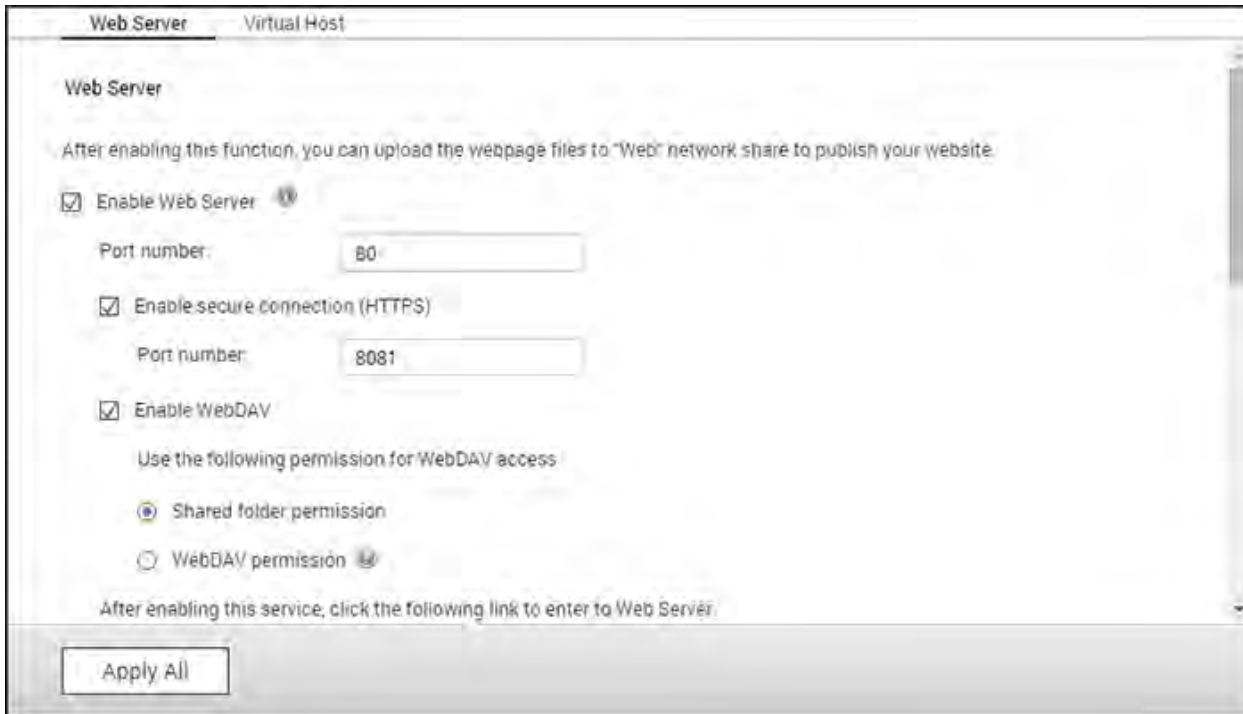 Web Server Virtual Host
Web Server
After enabling this function, you can upload the webpage files to "Web" network share to publish your website.
Enable Web Server
Port number: 80
Enable secure connection (HTTPS)
Port number: 8081
Enable WebDAV
Use the following permission for WebDAV access
Shared folder permission
WebDAV permission
After enabling this service, click the following link to enter to Web Server.
Apply All